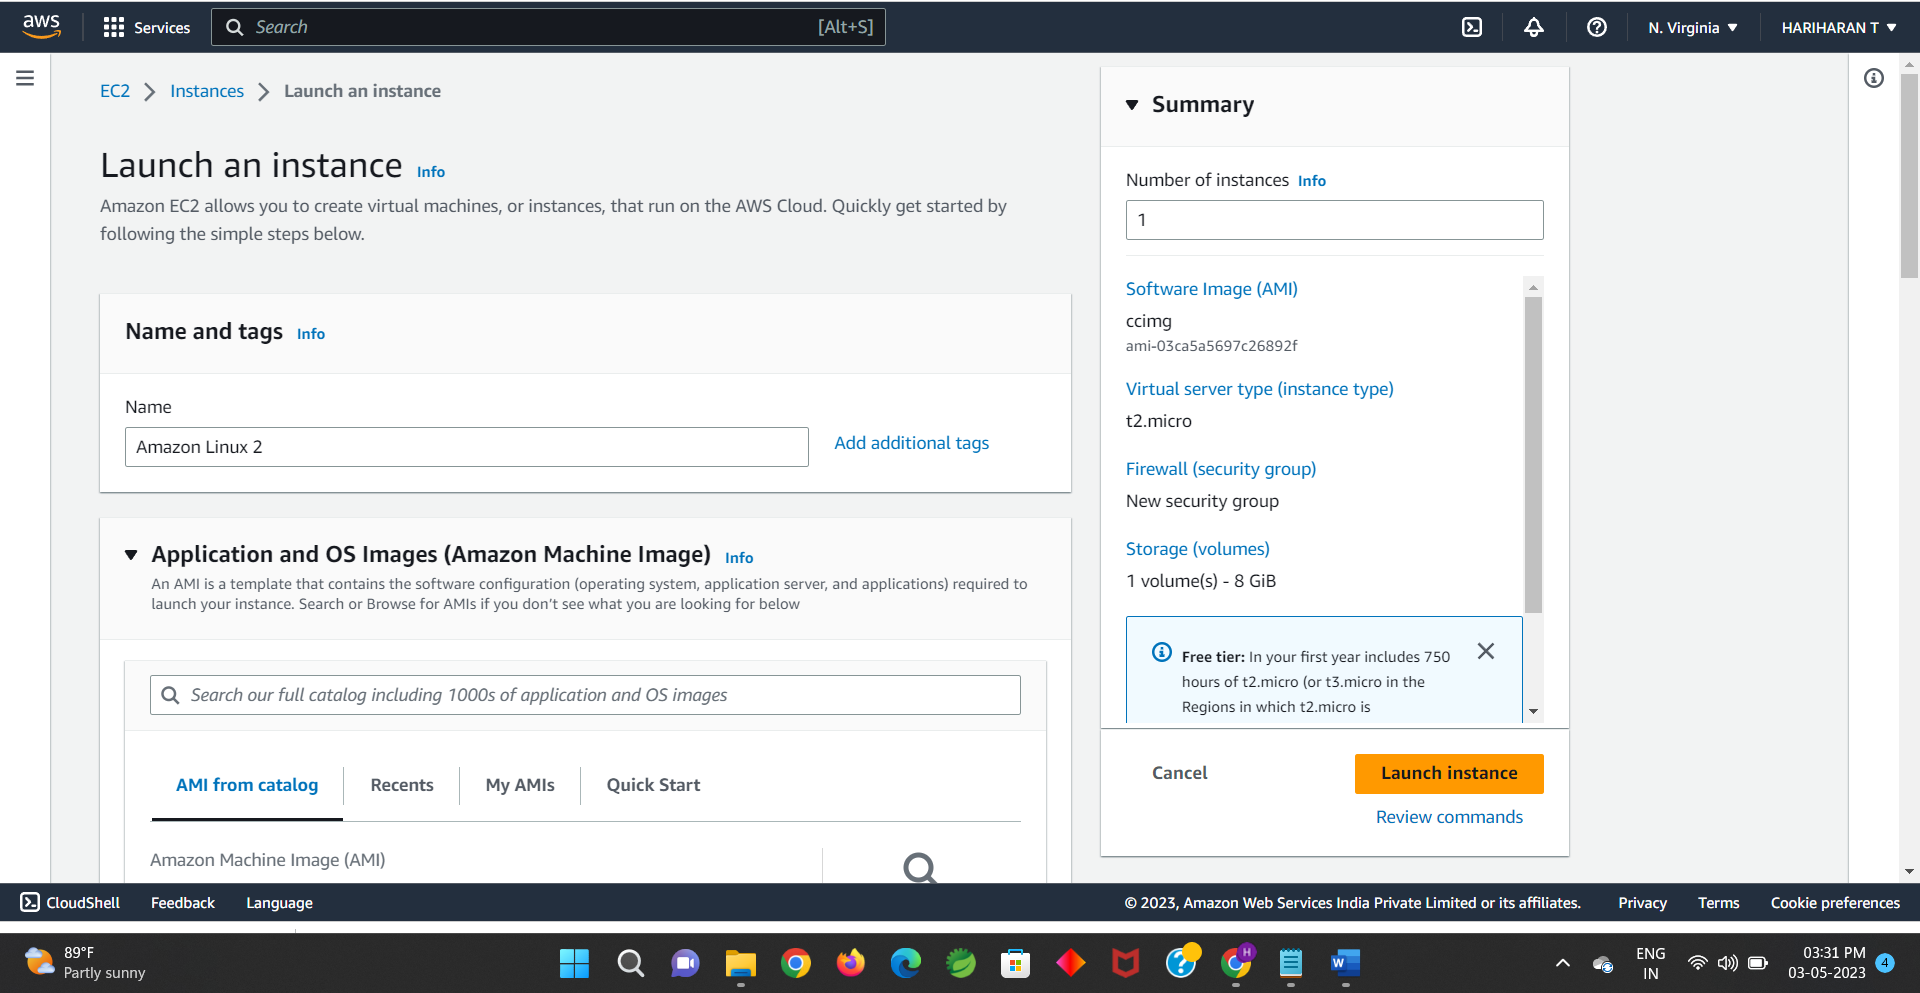 aws
Services
Search
[Alt+S]
N. Virginia
HARIHARAN T
EC2
Instances
Launch an instance
Launch an instance Info
Amazon EC2 allows you to create virtual machines, or instances, that run on the AWS Cloud. Quickly get started by
following the simple steps below.
Name and tags Info
Name
Amazon Linux 2
Add additional tags
Application and OS Images (Amazon Machine Image) Info
An AMI is a template that contains the software configuration (operating system, application server, and applications) required to
launch your instance. Search or Browse for AMIs if you don't see what you are looking for below
Search our full catalog including 1000s of application and OS images
AMI from catalog
Recents
My AMIs
Quick Start
Amazon Machine Image (AMI)
Summary
Number of instances Info
1
Software Image (AMI)
ccimg
ami-03ca5a5697c26892f
Virtual server type (instance type)
t2.micro
Firewall (security group)
New security group
Storage (volumes)
1 volume(s) - 8 GiB
Free tier: In your first year includes 750
hours of t2.micro (or t3.micro in the
Regions in which t2.micro is
Cancel
Launch instance
Review commands
CloudShell
Feedback
Language
© 2023, Amazon Web Services India Private Limited or its affiliates.
Privacy
Terms
Cookie preferences
89°F
Partly sunny
H
W
ENG
IN
03:31 PM
03-05-2023
4